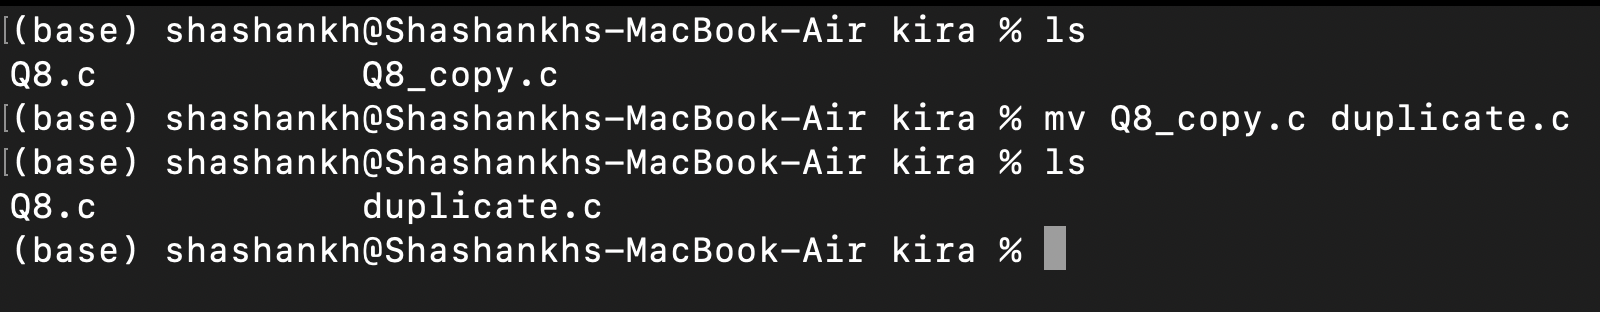 [(base) shashankh@Shashankhs-MacBook-Air kira % ls
Q8.c Q8_copy.c
[(base) shashankh@Shashankhs-MacBook-Air kira % mv Q8_copy.c duplicate.c
[(base) shashankh@Shashankhs-MacBook-Air kira % ls
Q8.c duplicate.c
(base) shashankh@Shashankhs-MacBook-Air kira %